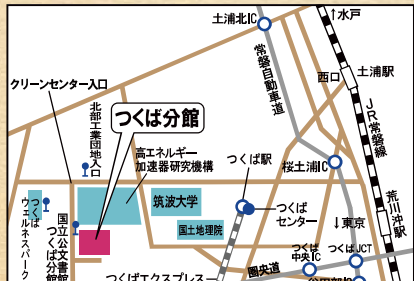 土浦北IC
↑水戸
常磐自動車道
西口
土浦駅
クリーンセンター入口
北部工業団地入口
つくば分館
JR常磐線
高エネルギー
加速器研究機構
つくば駅
桜土浦IC
荒川沖駅
つくば
ウェルネスパーク
筑波大学
つくば
センター
↓東京
国立公文書館
つくば分館
国土地理院
つくば
中央IC
つくばJCT
圏央道
つくばエクスプレス